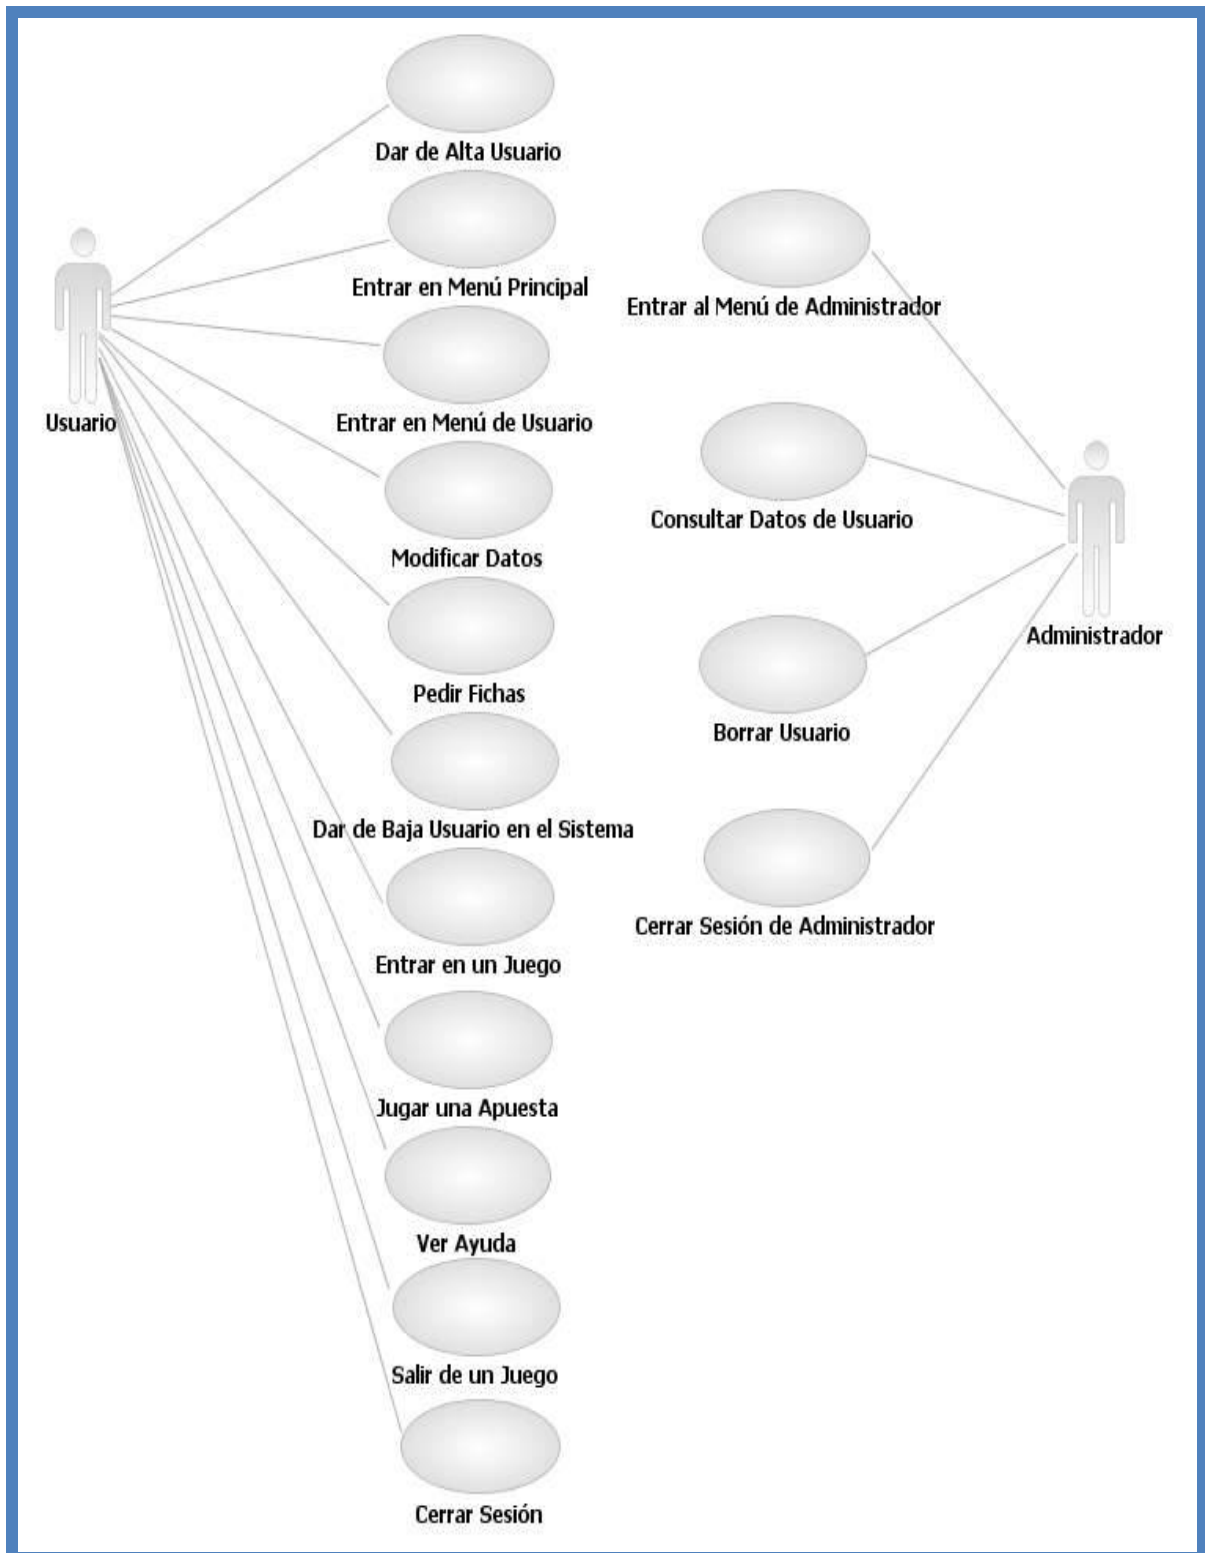 Dar de Alta Usuario
Entrar en Menú Principal
Entrar al Menú de Administrador
Usuario
Entrar en Menú de Usuario
Consultar Datos de Usuario
Modificar Datos
Administrador
Pedir Fichas
Borrar Usuario
Dar de Baja Usuario en el Sistema
Cerrar Sesión de Administrador
Entrar en un Juego
Jugar una Apuesta
Ver Ayuda
Salir de un Juego
Cerrar Sesión